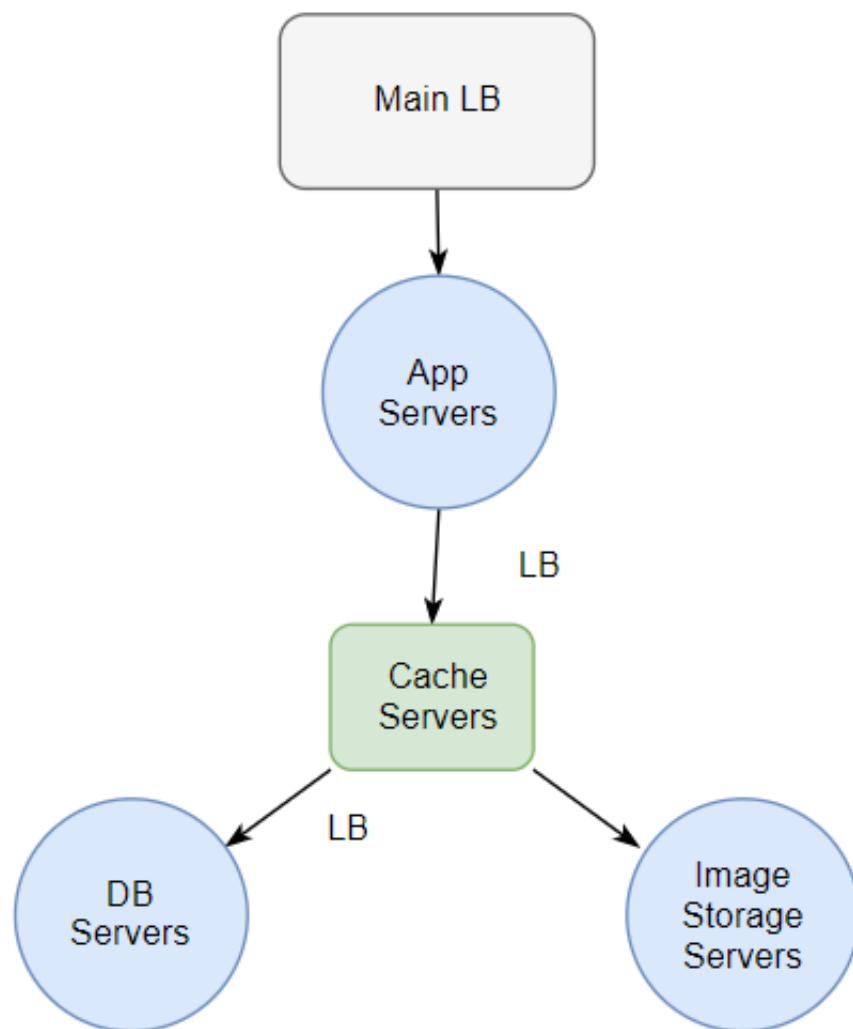 Main LB
App
Servers
LB
Cache
Servers
LB
DB
Servers
Image
Storage
Servers